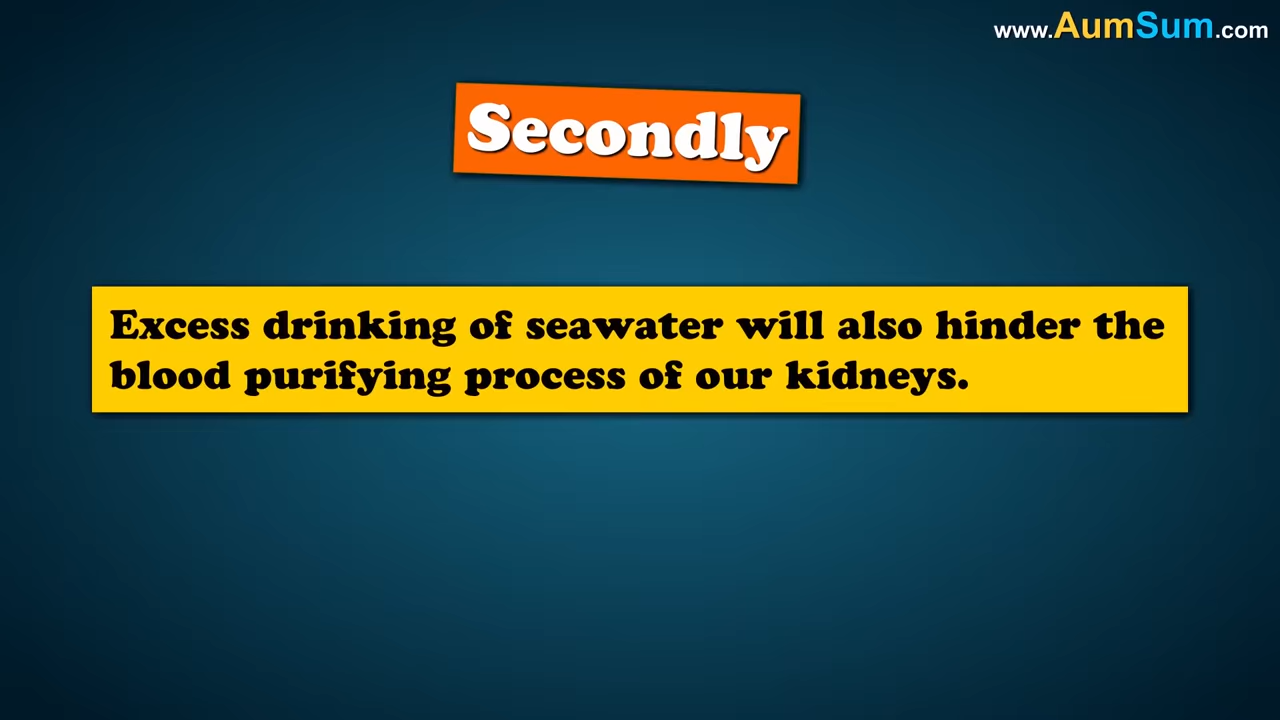 www.AumSum.com
Secondly
Excess drinking of seawater will also hinder the
blood purifying process of our kidneys.